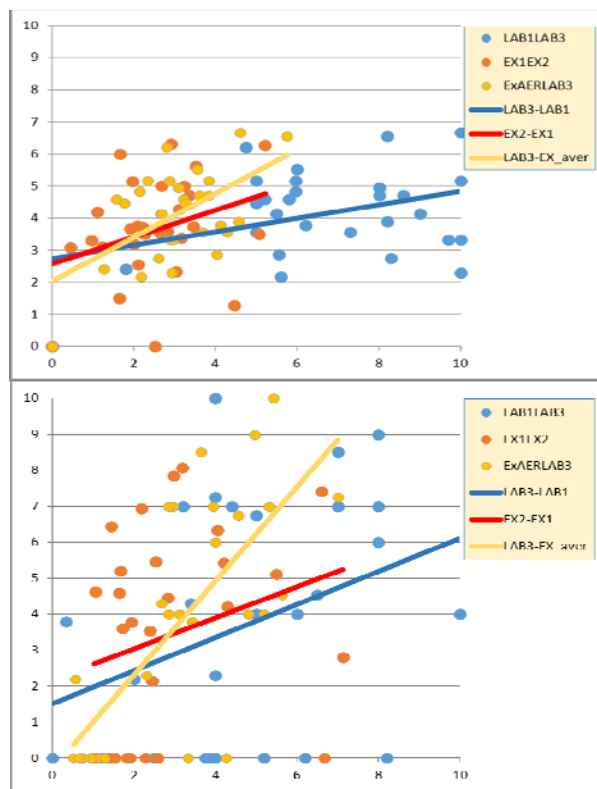 10
9
8
7
6
5
4
3
2
1
0
0 2 4 6 8 10
LAB1LAB3
EX1EX2
ExAERLAB3
LAB3-LAB1
EX2-EX1
LAB3-EX_aver
10
9
8
7
6
5
4
3
2
1
0
0 2 4 6 8 10
LAB1LAB3
EX1EX2
ExAERLAB3
LAB3-LAB1
EX2-EX1
LAB3-EX_aver